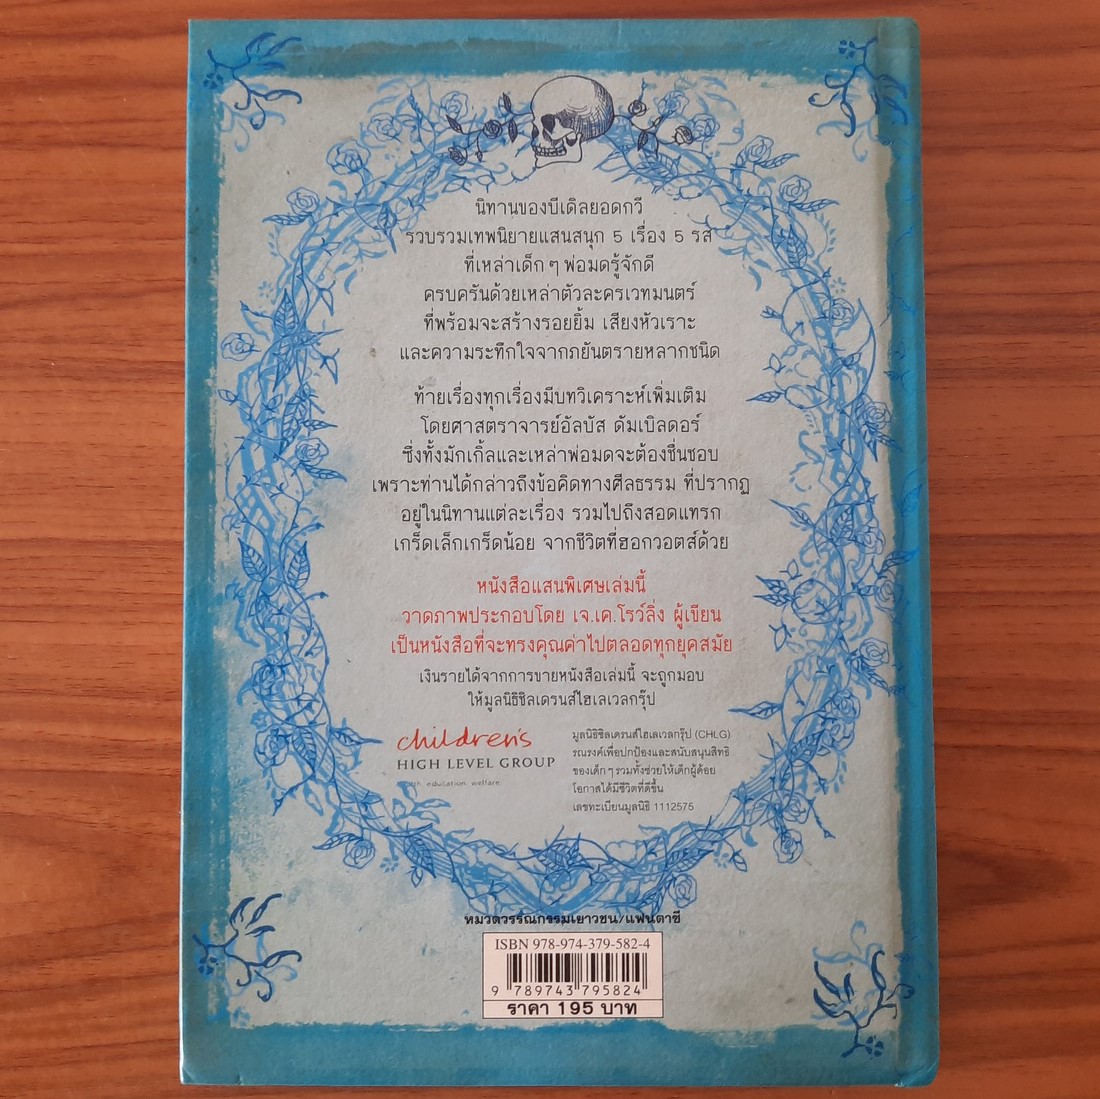 นิทานของบีเดิลยอดกวี
รวบรวมเทพนิยายแสนสนุก 5 เรื่อง 5 รส
ที่เหล่าเด็ก ๆ พ่อมดรู้จักดี
ครบครันด้วยเหล่าตัวละครเวทมนตร์
ที่พร้อมจะสร้างรอยยิ้ม เสียงหัวเราะ
และความระทึกใจจากภยันตรายหลากชนิด
ท้ายเรื่องทุกเรื่องมีบทวิเคราะห์เพิ่มเติม
โดยศาสตราจารย์อัลบัส ดัมเบิลดอร์
ซึ่งทั้งมักเกิ้ลและเหล่าพ่อมดจะต้องชื่นชอบ
เพราะท่านได้กล่าวถึงข้อคิดทางศีลธรรม ที่ปรากฏ
อยู่ในนิทานแต่ละเรื่อง รวมไปถึงสอดแทรก
เกร็ดเล็กเกร็ดน้อย จากชีวิตที่ฮอกวอตส์ด้วย
หนังสือแสนพิเศษเล่มนี้
วาดภาพประกอบโดย เจ.เค.โรว์ลิ่ง ผู้เขียน
เป็นหนังสือที่จะทรงคุณค่าไปตลอดทุกยุคสมัย
เงินรายได้จากการขายหนังสือเล่มนี้ จะถูกมอบ
ให้มูลนิธิชิลเดรนส์ไฮเลเวลกรุ๊ป
children's
HIGH LEVEL GROUP
education welfare
มูลนิธิชิลเดรนส์ไฮเลเวลกรุ๊ป (CHLG)
รณรงค์เพื่อปกป้องและสนับสนุนสิทธิ
ของเด็ก ๆ รวมทั้งช่วยให้เด็กผู้ด้อย
โอกาสได้มีชีวิตที่ดีขึ้น
เลขทะเบียนมูลนิธิ 1112575
หมวดวรรณกรรมเยาวชน/แฟนตาซี
ISBN 978-974-379-582-4
9 789743 795824
ราคา 195 บาท